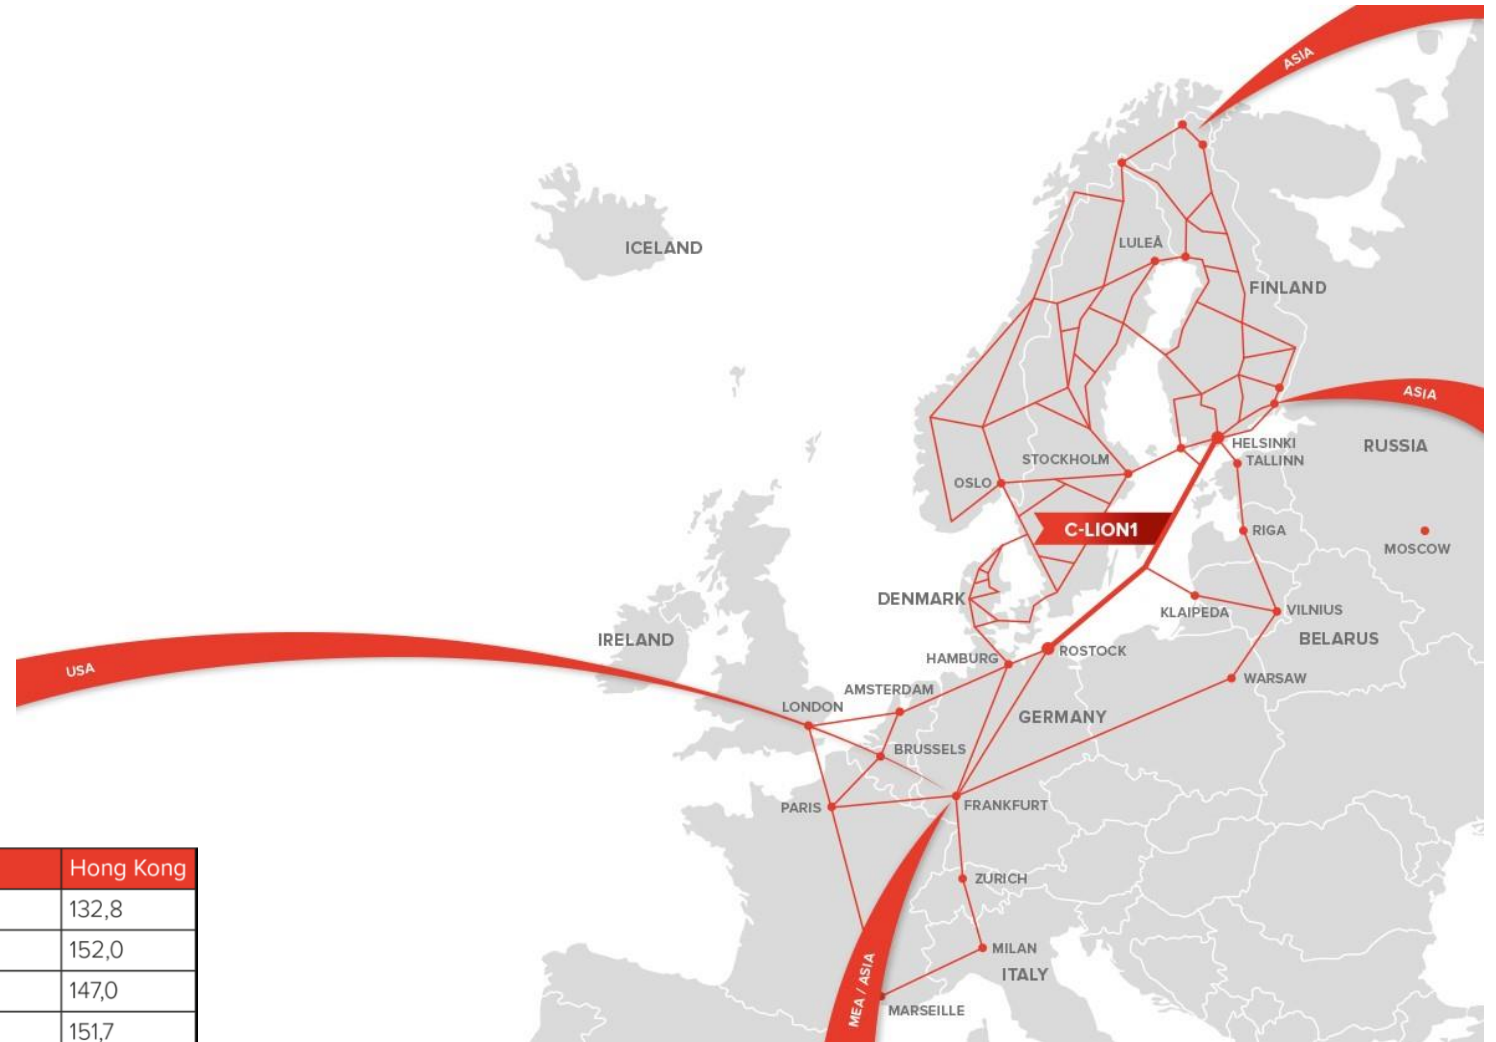 ASIA
ICELAND
LULEÅ
FINLAND
ASIA
HELSINKI
RUSSIA
STOCKHOLM
TALLINN
OSLO
C-LION1
RIGA
MOSCOW
DENMARK
KLAIPEDA
VILNIUS
IRELAND
BELARUS
HAMBURG
ROSTOCK
USA
WARSAW
AMSTERDAM
LONDON
GERMANY
BRUSSELS
PARIS
FRANKFURT
ZURICH
MILAN
ITALY
MEA / ASIA
MARSEILLE
Hong Kong
132,8
152,0
147,0
151,7